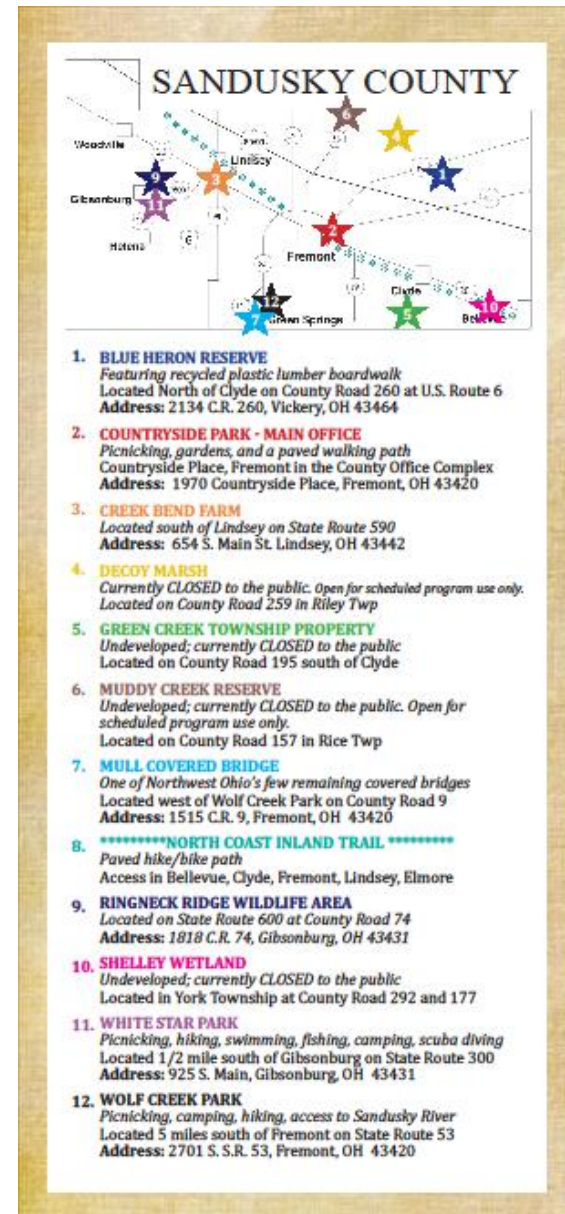 SANDUSKY COUNTY
6
4
Woodville
Lindsey
1
9
3
Gibsonburg
11
2
Helena
6
Fremont
Clyde
12
10
7
Green Springs
5
Bellevue
1. BLUE HERON RESERVE
Featuring recycled plastic lumber boardwalk
Located North of Clyde on County Road 260 at U.S. Route 6
Address: 2134 C.R. 260, Vickery, OH 43464
2. COUNTRYSIDE PARK - MAIN OFFICE
Picnicking, gardens, and a paved walking path
Countryside Place, Fremont in the County Office Complex
Address: 1970 Countryside Place, Fremont, OH 43420
3. CREEK BEND FARM
Located south of Lindsey on State Route 590
Address: 654 S. Main St. Lindsey, OH 43442
4. DECOY MARSH
Currently CLOSED to the public. Open for scheduled program use only.
Located on County Road 259 in Riley Twp
5. GREEN CREEK TOWNSHIP PROPERTY
Undeveloped; currently CLOSED to the public
Located on County Road 195 south of Clyde
6. MUDDY CREEK RESERVE
Undeveloped; currently CLOSED to the public. Open for
scheduled program use only.
Located on County Road 157 in Rice Twp
7. MULL COVERED BRIDGE
One of Northwest Ohio's few remaining covered bridges
Located west of Wolf Creek Park on County Road 9
Address: 1515 C.R. 9, Fremont, OH 43420
8. *********NORTH COAST INLAND TRAIL *********
Paved hike/bike path
Access in Bellevue, Clyde, Fremont, Lindsey, Elmore
9. RINGNECK RIDGE WILDLIFE AREA
Located on State Route 600 at County Road 74
Address: 1818 C.R. 74, Gibsonburg, OH 43431
10. SHELLEY WETLAND
Undeveloped; currently CLOSED to the public
Located in York Township at County Road 292 and 177
11. WHITE STAR PARK
Picnicking, hiking, swimming, fishing, camping, scuba diving
Located 1/2 mile south of Gibsonburg on State Route 300
Address: 925 S. Main, Gibsonburg, OH 43431
12. WOLF CREEK PARK
Picnicking, camping, hiking, access to Sandusky River
Located 5 miles south of Fremont on State Route 53
Address: 2701 S. S.R. 53, Fremont, OH 43420